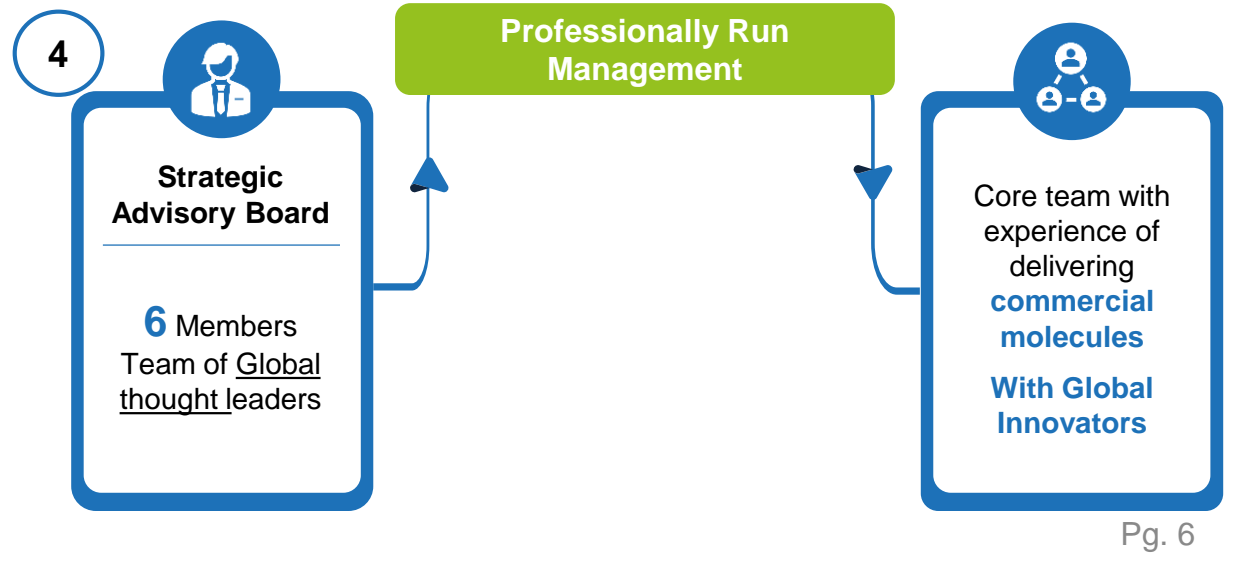 4
Professionally Run
Management
Strategic
Advisory Board
6 Members
Team of Global
thought leaders
Core team with
experience of
delivering
commercial
molecules
With Global
Innovators
Pg. 6